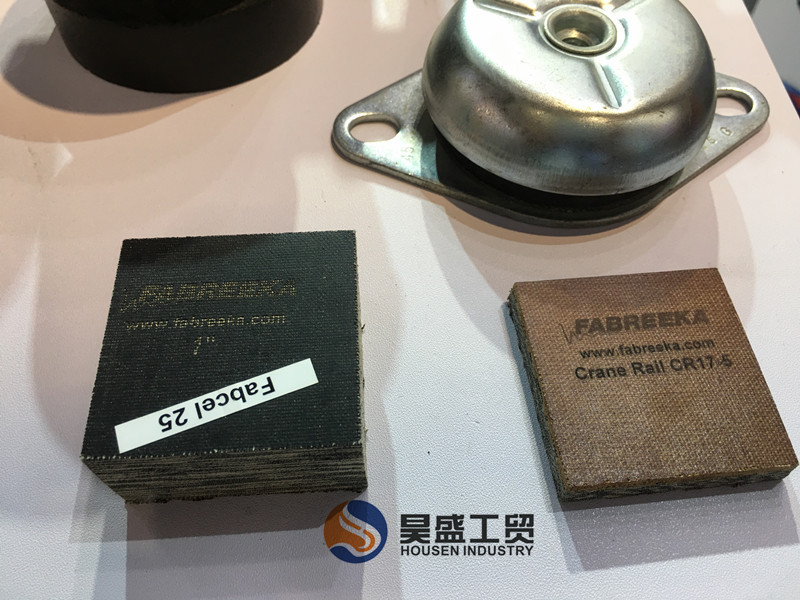 FABREEKA
www.fabreeka.com
1"
Fabcel 25
FABREEKA
www.fabreeka.com
Crane Rail CR17-5
昊盛工贸
HOUSEN INDUSTRY